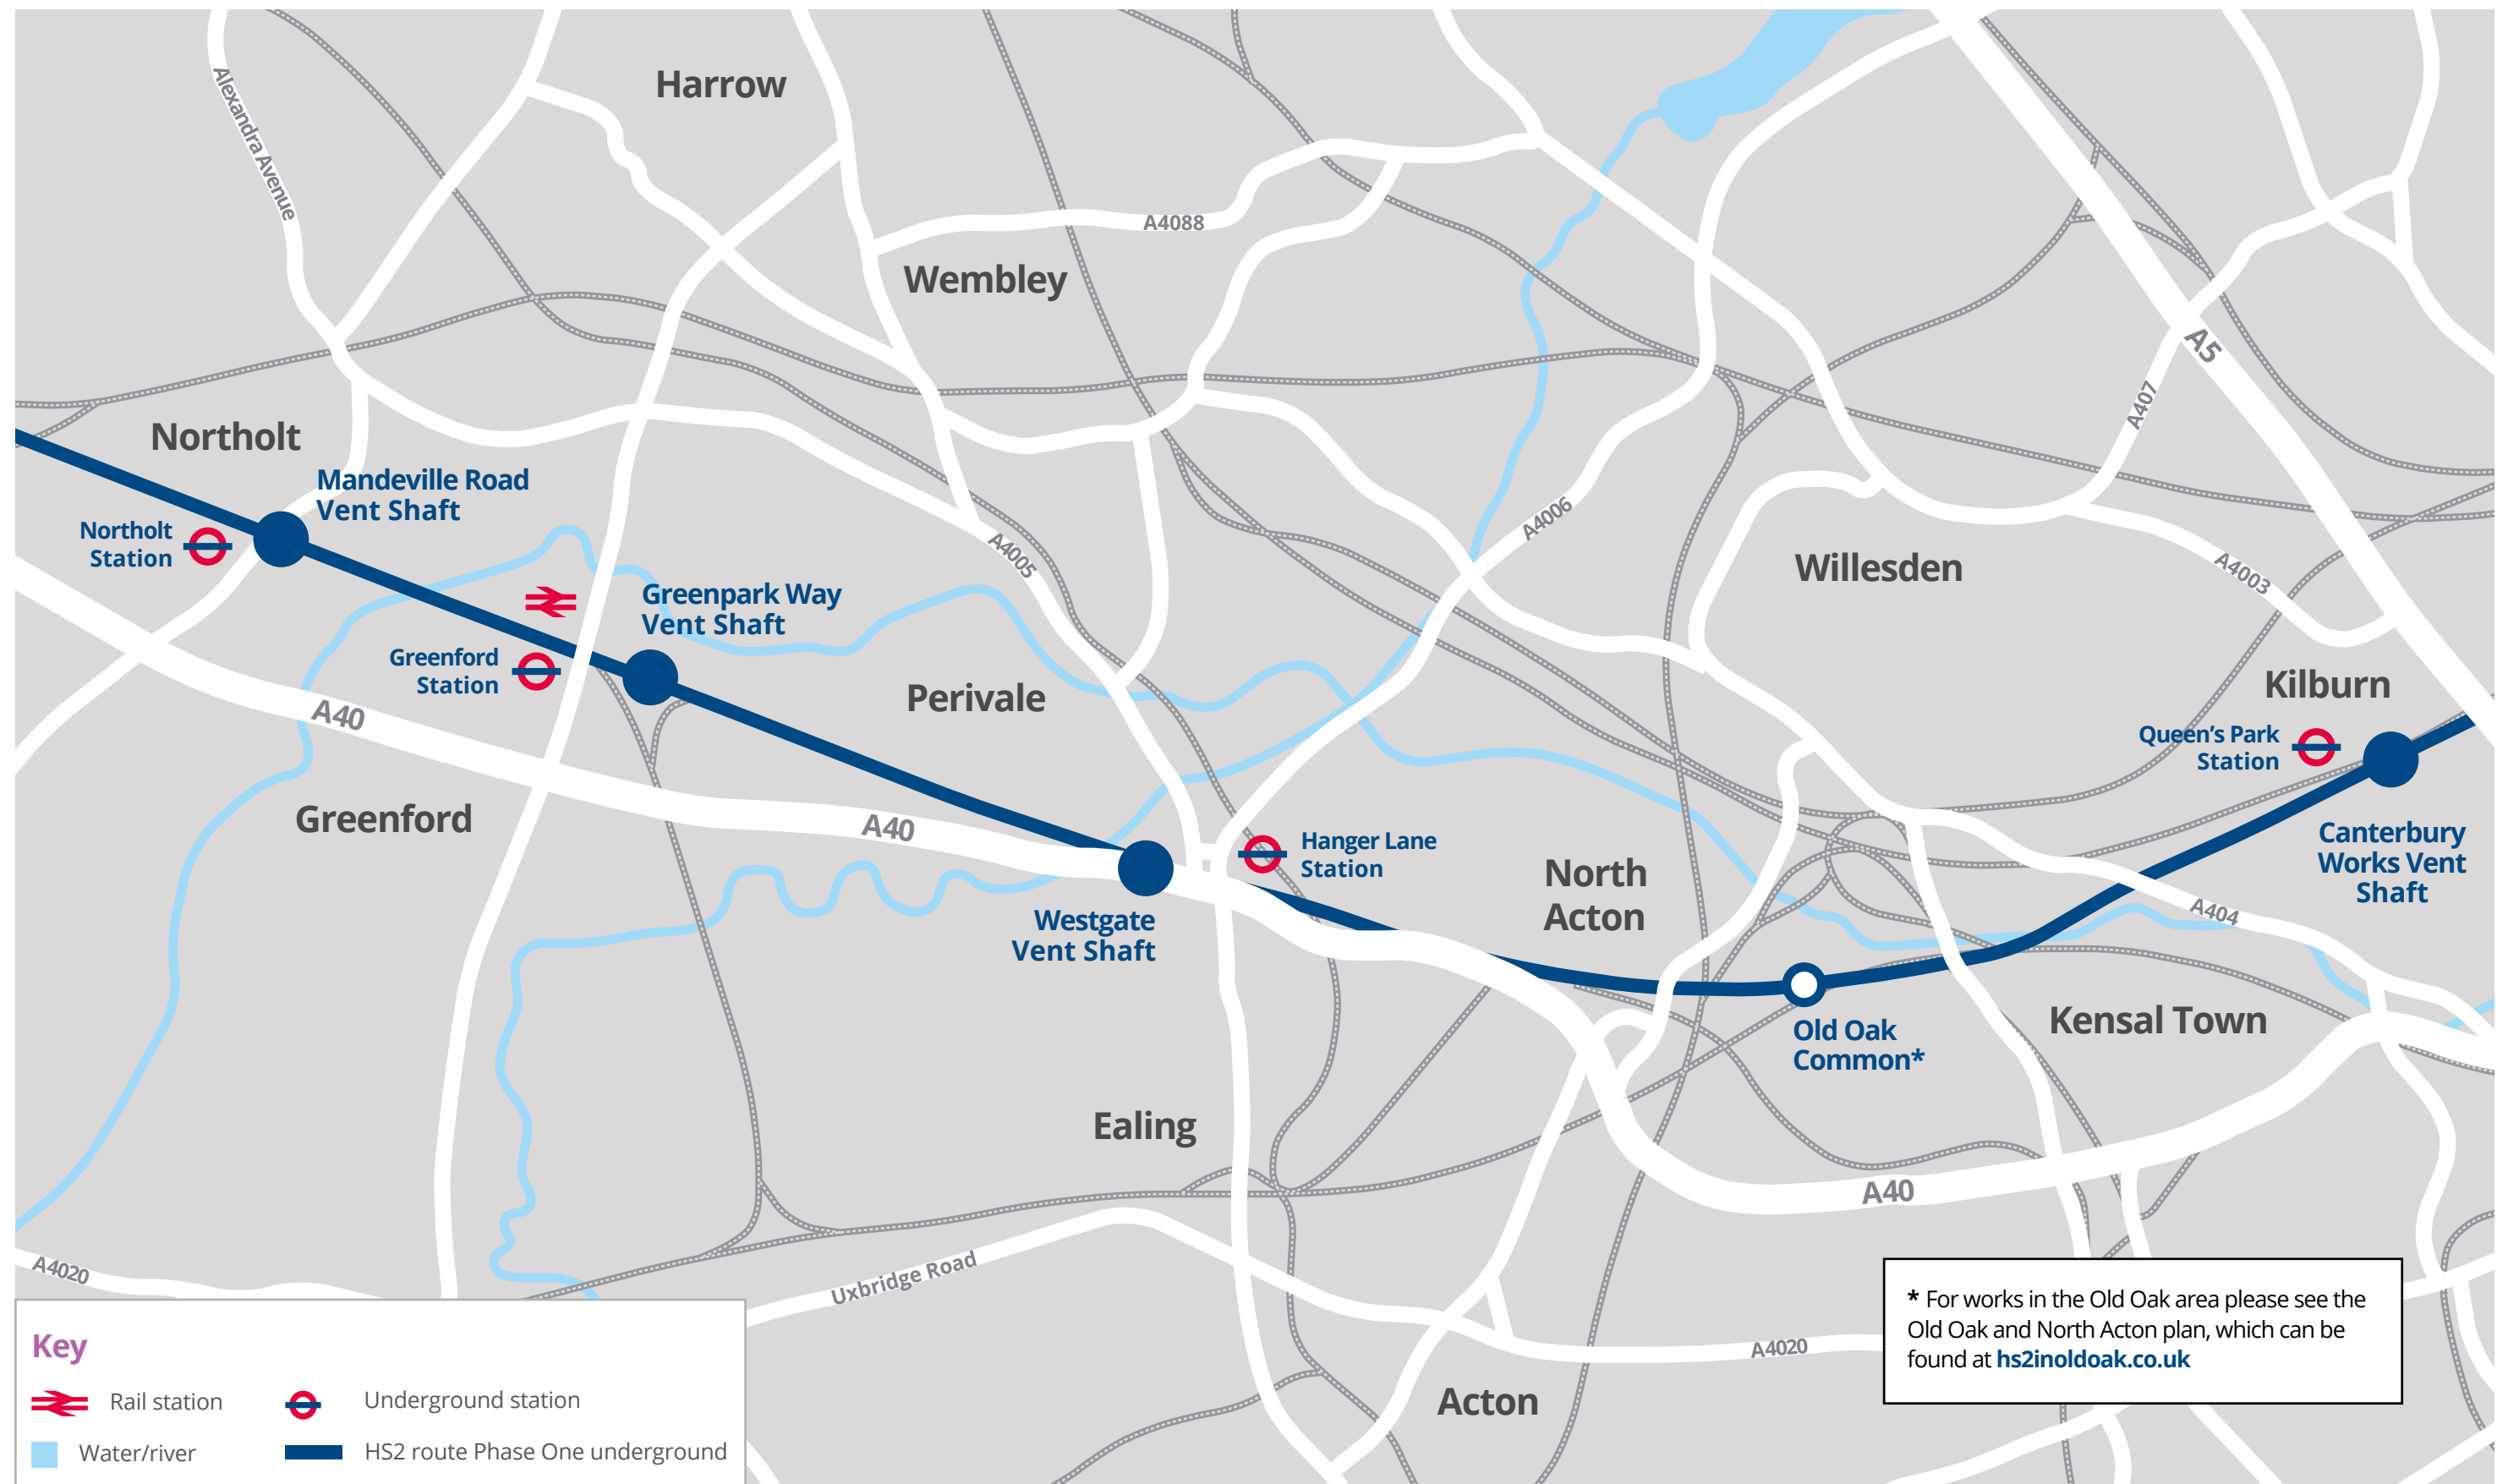 Harrow
Alexandra Avenue
A4088
Wembley
A5
A407
Northolt
Mandeville Road
Vent Shaft
Northolt
Station
A4005
A4006
Willesden
A4003
Greenpark Way
Vent Shaft
Greenford
Station
Perivale
Kilburn
Queen's Park
Station
A40
Greenford
A40
Hanger Lane
Station
North
Acton
Canterbury
Works Vent
Shaft
A404
Westgate
Vent Shaft
Old Oak
Common*
Kensal Town
Ealing
A40
A4020
Uxbridge Road
A4020
Acton
* For works in the Old Oak area please see the
Old Oak and North Acton plan, which can be
found at hs2inoldoak.co.uk
Key
Rail station
Underground station
Water/river
HS2 route Phase One underground